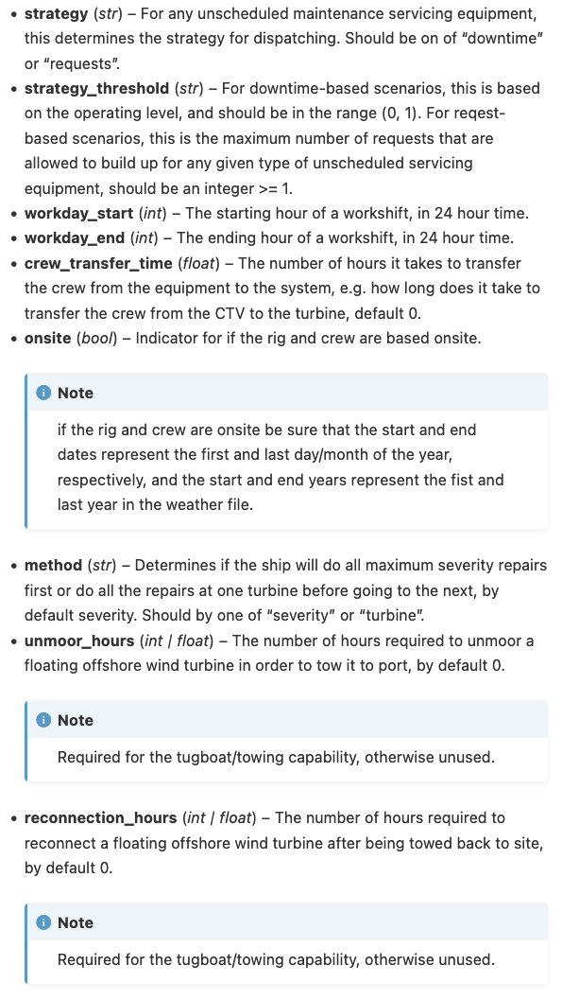 • strategy (str) – For any unscheduled maintenance servicing equipment,
this determines the strategy for dispatching. Should be on of “downtime”
or “requests”.
• strategy_threshold (str) – For downtime-based scenarios, this is based
on the operating level, and should be in the range (0, 1). For reqest-
based scenarios, this is the maximum number of requests that are
allowed to build up for any given type of unscheduled servicing
equipment, should be an integer >= 1.
• workday_start (int) – The starting hour of a workshift, in 24 hour time.
• workday_end (int) – The ending hour of a workshift, in 24 hour time.
• crew_transfer_time (float) – The number of hours it takes to transfer
the crew from the equipment to the system, e.g. how long does it take to
transfer the crew from the CTV to the turbine, default 0.
• onsite (bool) – Indicator for if the rig and crew are based onsite.
Note
if the rig and crew are onsite be sure that the start and end
dates represent the first and last day/month of the year,
respectively, and the start and end years represent the fist and
last year in the weather file.
• method (str) – Determines if the ship will do all maximum severity repairs
first or do all the repairs at one turbine before going to the next, by
default severity. Should by one of “severity” or “turbine”.
• unmoor_hours (int | float) – The number of hours required to unmoor a
floating offshore wind turbine in order to tow it to port, by default 0.
Note
Required for the tugboat/towing capability, otherwise unused.
• reconnection_hours (int | float) – The number of hours required to
reconnect a floating offshore wind turbine after being towed back to site,
by default 0.
Note
Required for the tugboat/towing capability, otherwise unused.